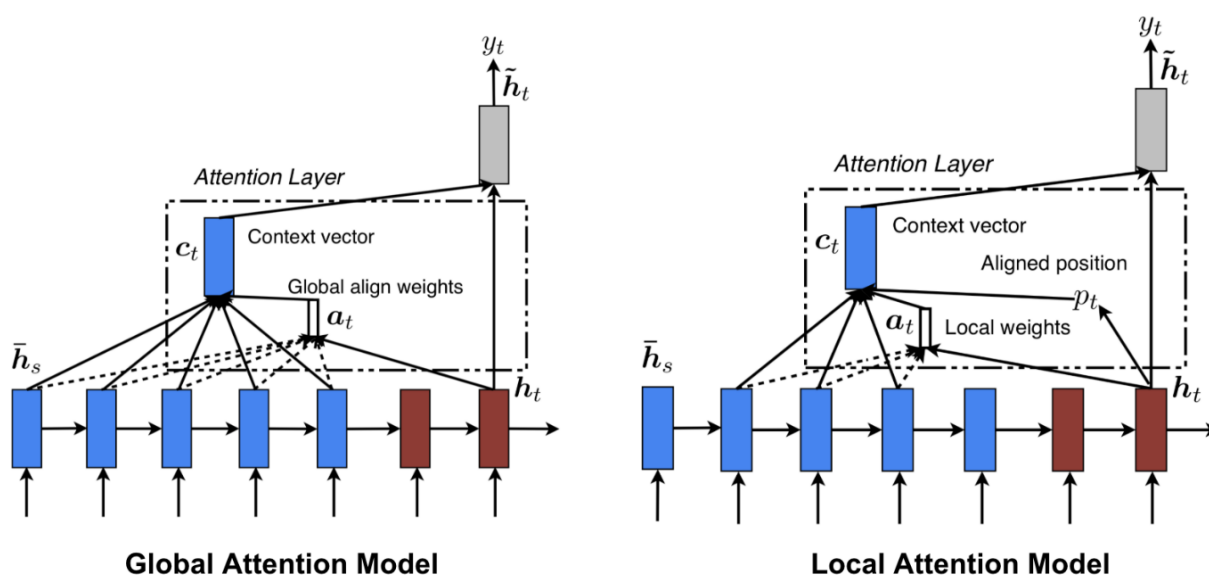 y_t
h̃_t
Attention Layer
c_t
Context vector
Global align weights
a_t
h̄_s
h_t
Global Attention Model
y_t
h̃_t
Attention Layer
c_t
Context vector
Aligned position
p_t
a_t
Local weights
h̄_s
h_t
Local Attention Model